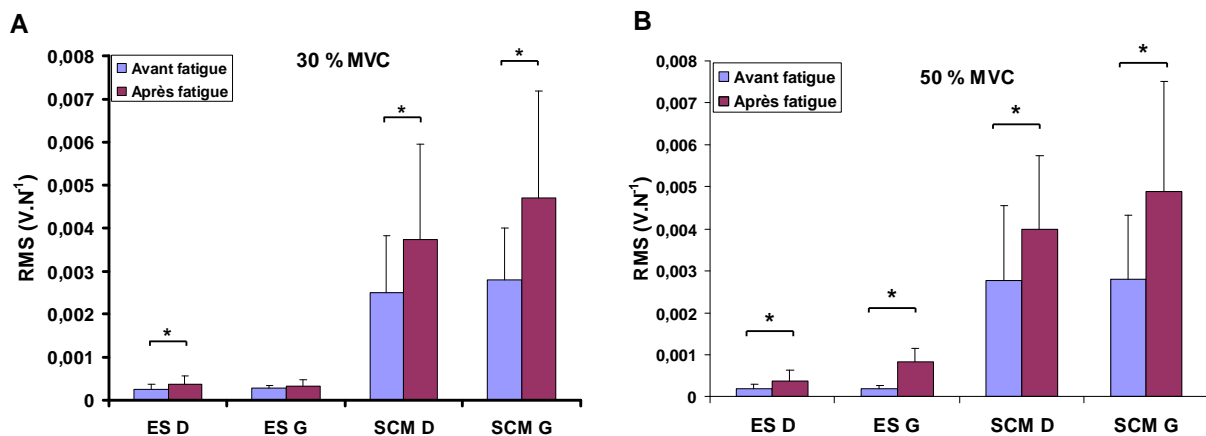 A
30 % MVC
Avant fatigue
Après fatigue
RMS (V.N⁻¹)
0,008
0,007
0,006
0,005
0,004
0,003
0,002
0,001
0
*
*
*
ES D
ES G
SCM D
SCM G
B
50 % MVC
Avant fatigue
Après fatigue
RMS (V.N⁻¹)
0,008
0,007
0,006
0,005
0,004
0,003
0,002
0,001
0
*
*
*
*
ES D
ES G
SCM D
SCM G